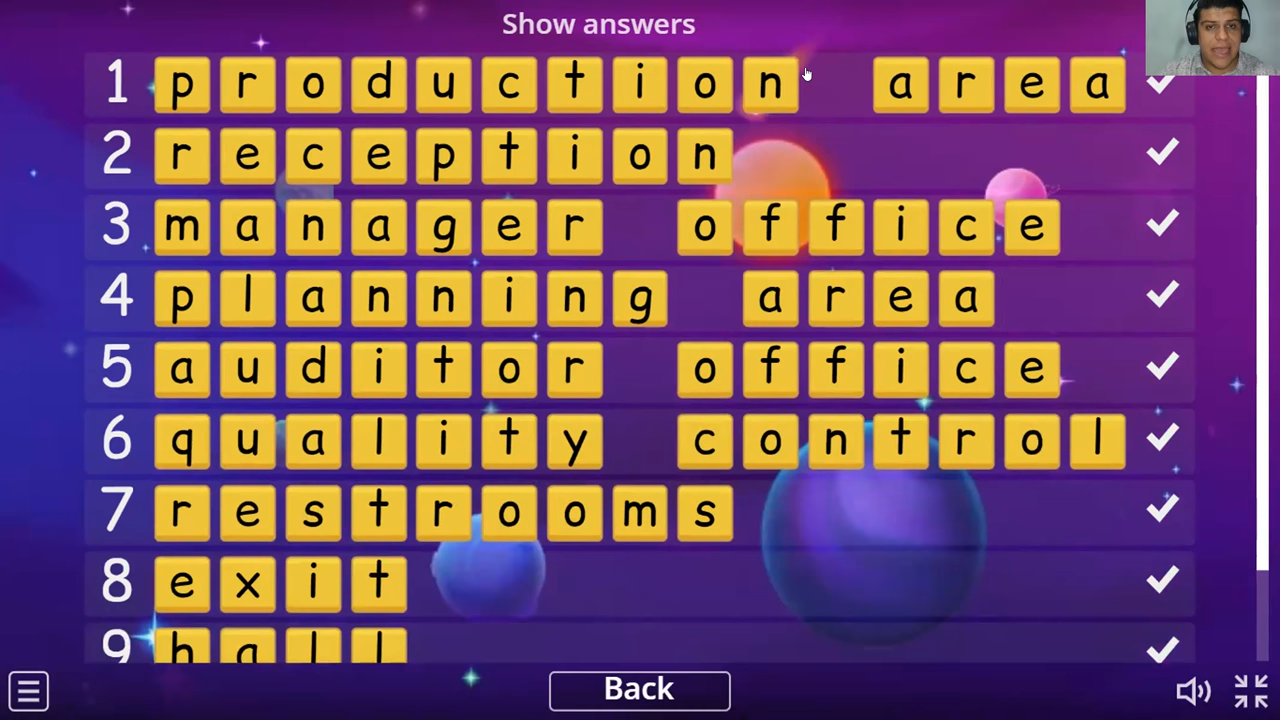 Show answers
1 production area
2 reception
3 manager office
4 planning area
5 auditor office
6 quality control
7 restrooms
8 exit
9 hall
Back